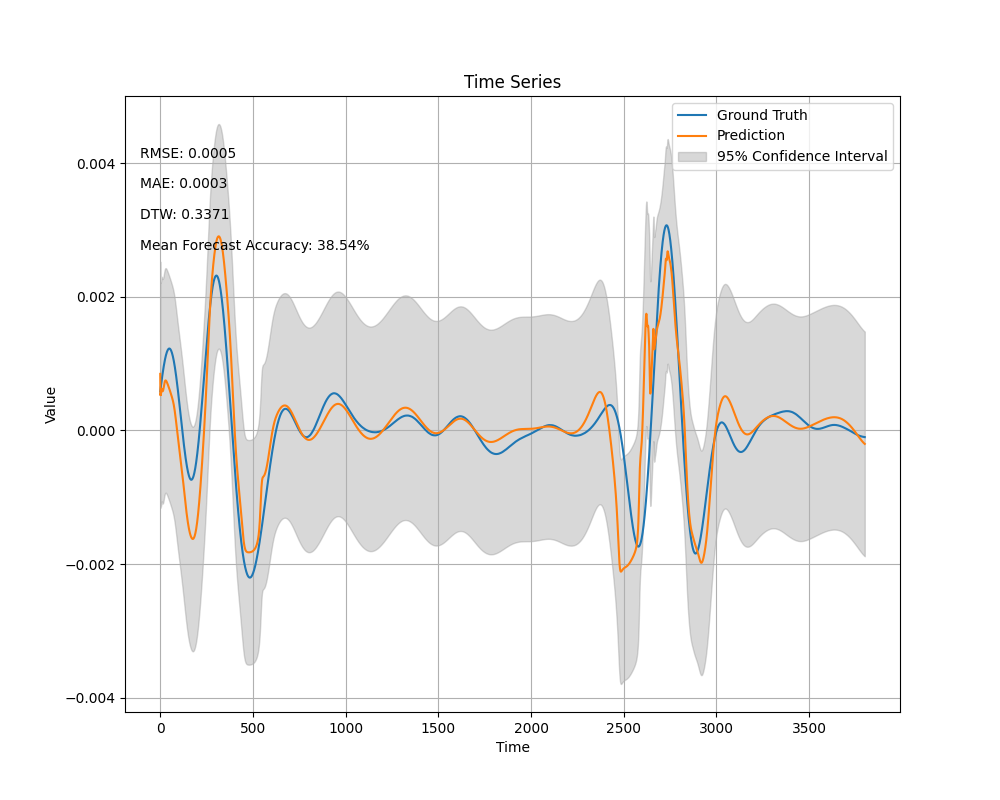 Time Series
Ground Truth
Prediction
95% Confidence Interval
RMSE: 0.0005
MAE: 0.0003
DTW: 0.3371
Mean Forecast Accuracy: 38.54%
0.004
0.002
0.000
−0.002
−0.004
Value
0 500 1000 1500 2000 2500 3000 3500
Time